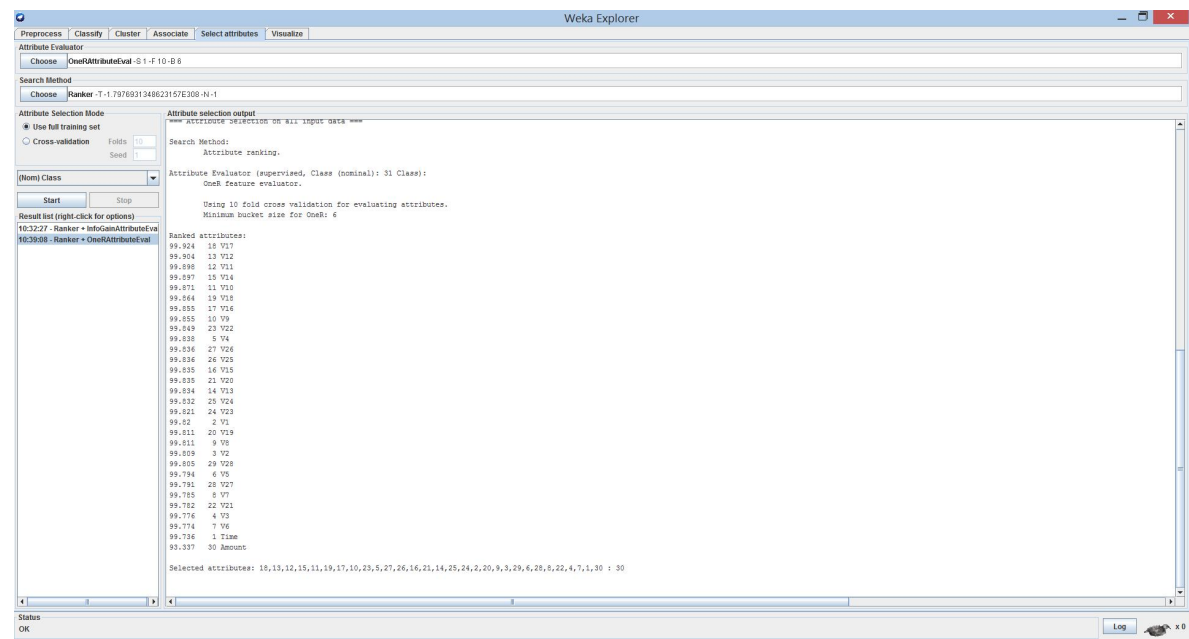 Weka Explorer
Preprocess Classify Cluster Associate Select attributes Visualize
Attribute Evaluator
Choose OneRAttributeEval -S 1 -F 10 -B 6
Search Method
Choose Ranker -T -1.7976931348623157E308 -N -1
Attribute Selection Mode
Use full training set
Cross-validation Folds 10
Seed 1
(Nom) Class
Start Stop
Result list (right-click for options)
10:32:27 - Ranker + InfoGainAttributeEva
10:39:08 - Ranker + OneRAttributeEval
Attribute selection output
=== Attribute Selection on all input data ===
Search Method:
Attribute ranking.
Attribute Evaluator (supervised, Class (nominal): 31 Class):
OneR feature evaluator.
Using 10 fold cross validation for evaluating attributes.
Minimum bucket size for OneR: 6
Ranked attributes:
99.924 18 V17
99.904 13 V12
99.898 12 V11
99.897 15 V14
99.871 11 V10
99.864 19 V18
99.855 17 V16
99.855 10 V9
99.849 23 V22
99.838 5 V4
99.836 27 V26
99.836 26 V25
99.835 16 V15
99.835 21 V20
99.834 14 V13
99.832 25 V24
99.821 24 V23
99.82 2 V1
99.811 20 V19
99.811 9 V8
99.809 3 V2
99.805 29 V28
99.794 6 V5
99.791 28 V27
99.785 8 V7
99.782 22 V21
99.776 4 V3
99.774 7 V6
99.736 1 Time
93.337 30 Amount
Selected attributes: 18,13,12,15,11,19,17,10,23,5,27,26,16,21,14,25,24,2,20,9,3,29,6,28,8,22,4,7,1,30 : 30
Status
OK
Log x 0